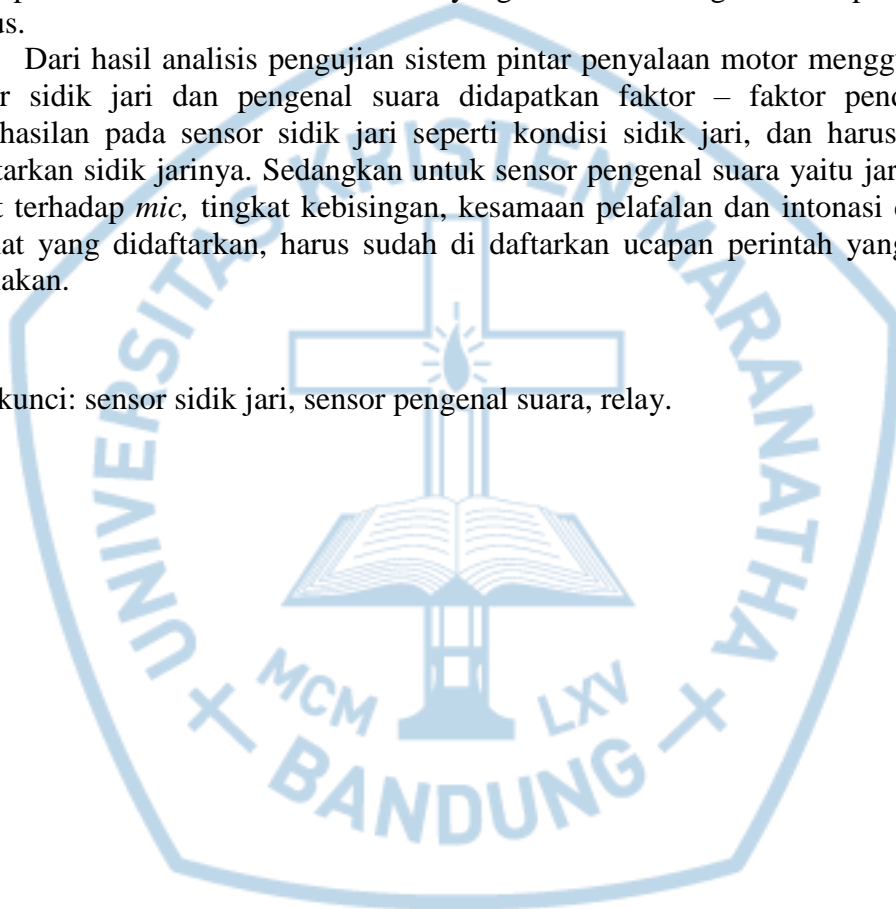 us.
Dari hasil analisis pengujian sistem pintar penyalaan motor menggu
r sidik jari dan pengenal suara didapatkan faktor – faktor pend
hasilan pada sensor sidik jari seperti kondisi sidik jari, dan harus
tarkan sidik jarinya. Sedangkan untuk sensor pengenal suara yaitu jar
t terhadap mic, tingkat kebisingan, kesamaan pelafalan dan intonasi
at yang didaftarkan, harus sudah di daftarkan ucapan perintah yang
akan.
kunci: sensor sidik jari, sensor pengenal suara, relay.
UNIVERSITAS KRISTEN MARANATHA
MCM LXV
BANDUNG